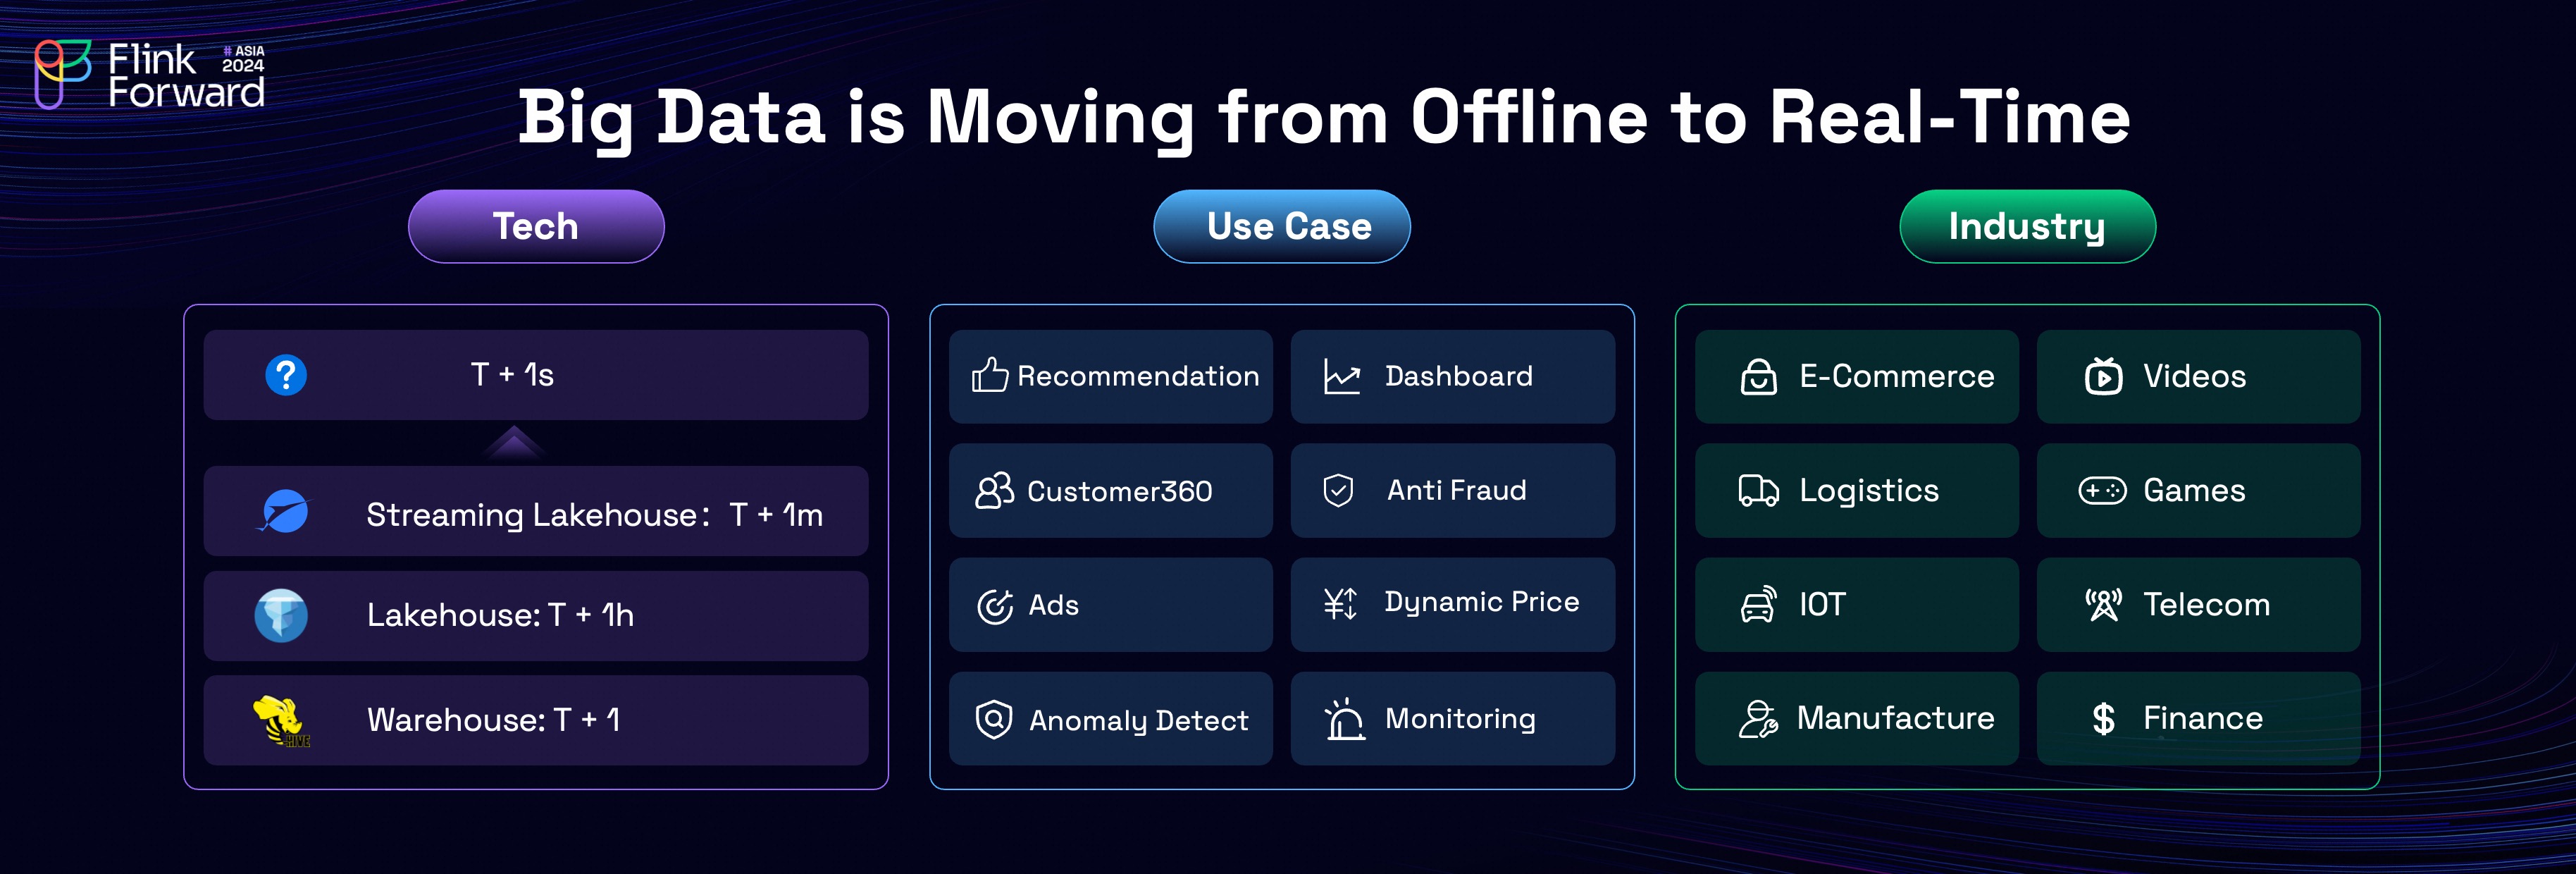 Flink
# ASIA
2024
Forward
Big Data is Moving from Offline to Real-Time
Tech
?
T + 1s
Streaming Lakehouse: T + 1m
Lakehouse: T + 1h
HIVE
Warehouse: T + 1
Use Case
Recommendation
Dashboard
Customer360
Anti Fraud
Ads
Dynamic Price
Anomaly Detect
Monitoring
Industry
E-Commerce
Videos
Logistics
Games
IOT
Telecom
Manufacture
$ Finance